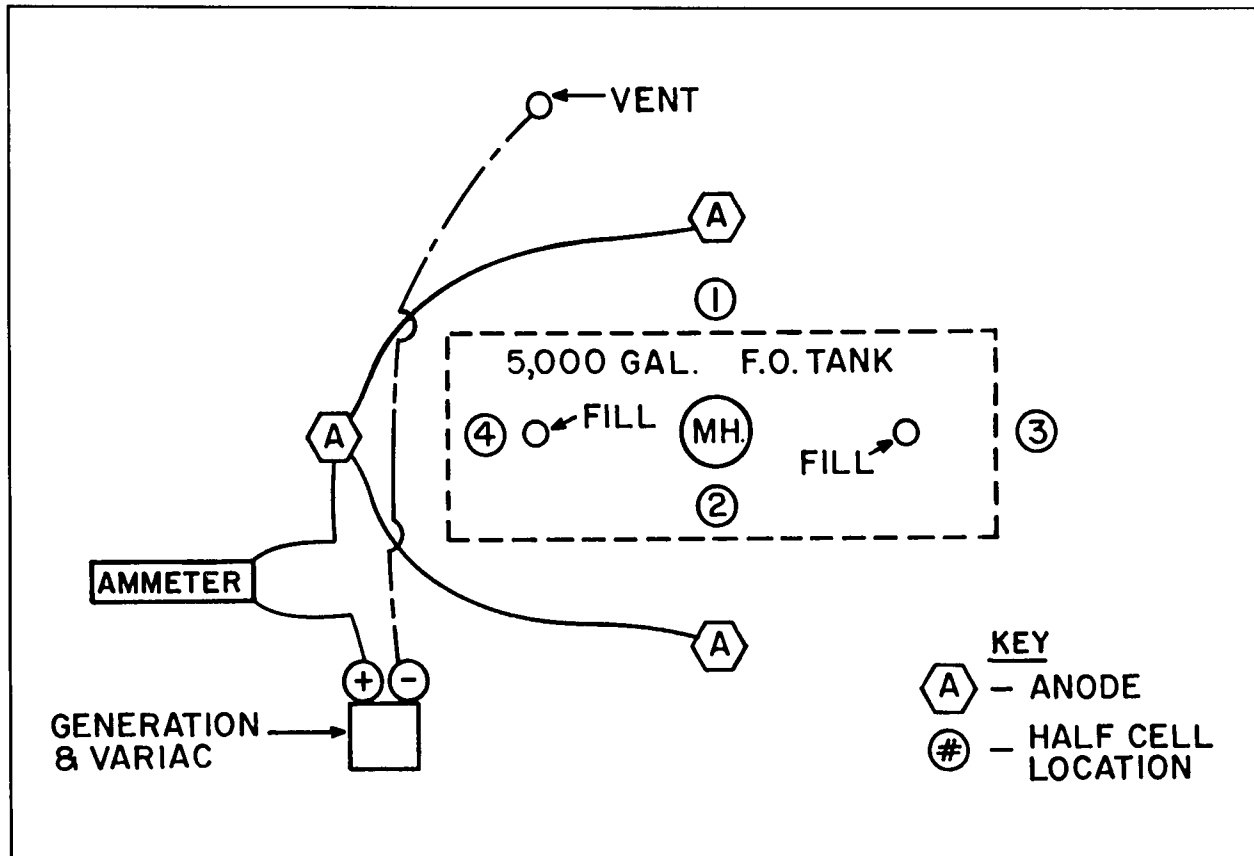 VENT
A
1
5,000 GAL. F.O. TANK
A
4
FILL
MH.
FILL
3
2
AMMETER
A
+
-
GENERATION
& VARIAC
KEY
A - ANODE
# - HALF CELL
LOCATION